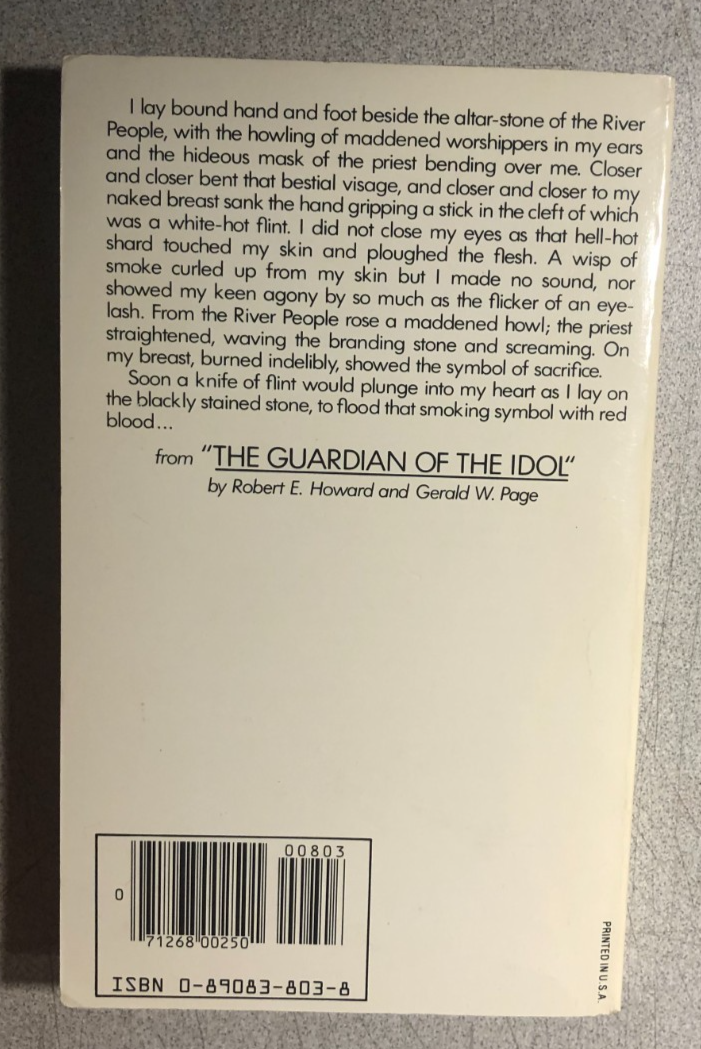 I lay bound hand and foot beside the altar-stone of the River
People, with the howling of maddened worshippers in my ears
and the hideous mask of the priest bending over me. Closer
and closer bent that bestial visage, and closer and closer to my
naked breast sank the hand gripping a stick in the cleft of which
was a white-hot flint. I did not close my eyes as that hell-hot
shard touched my skin and ploughed the flesh. A wisp of
smoke curled up from my skin but I made no sound, nor
showed my keen agony by so much as the flicker of an eye-
lash. From the River People rose a maddened howl; the priest
straightened, waving the branding stone and screaming. On
my breast, burned indelibly, showed the symbol of sacrifice.
Soon a knife of flint would plunge into my heart as I lay on
the blackly stained stone, to flood that smoking symbol with red
blood...
from "THE GUARDIAN OF THE IDOL"
by Robert E. Howard and Gerald W. Page
00803
0
71268 00250
ISBN 0-89083-803-8
PRINTED IN U.S.A.